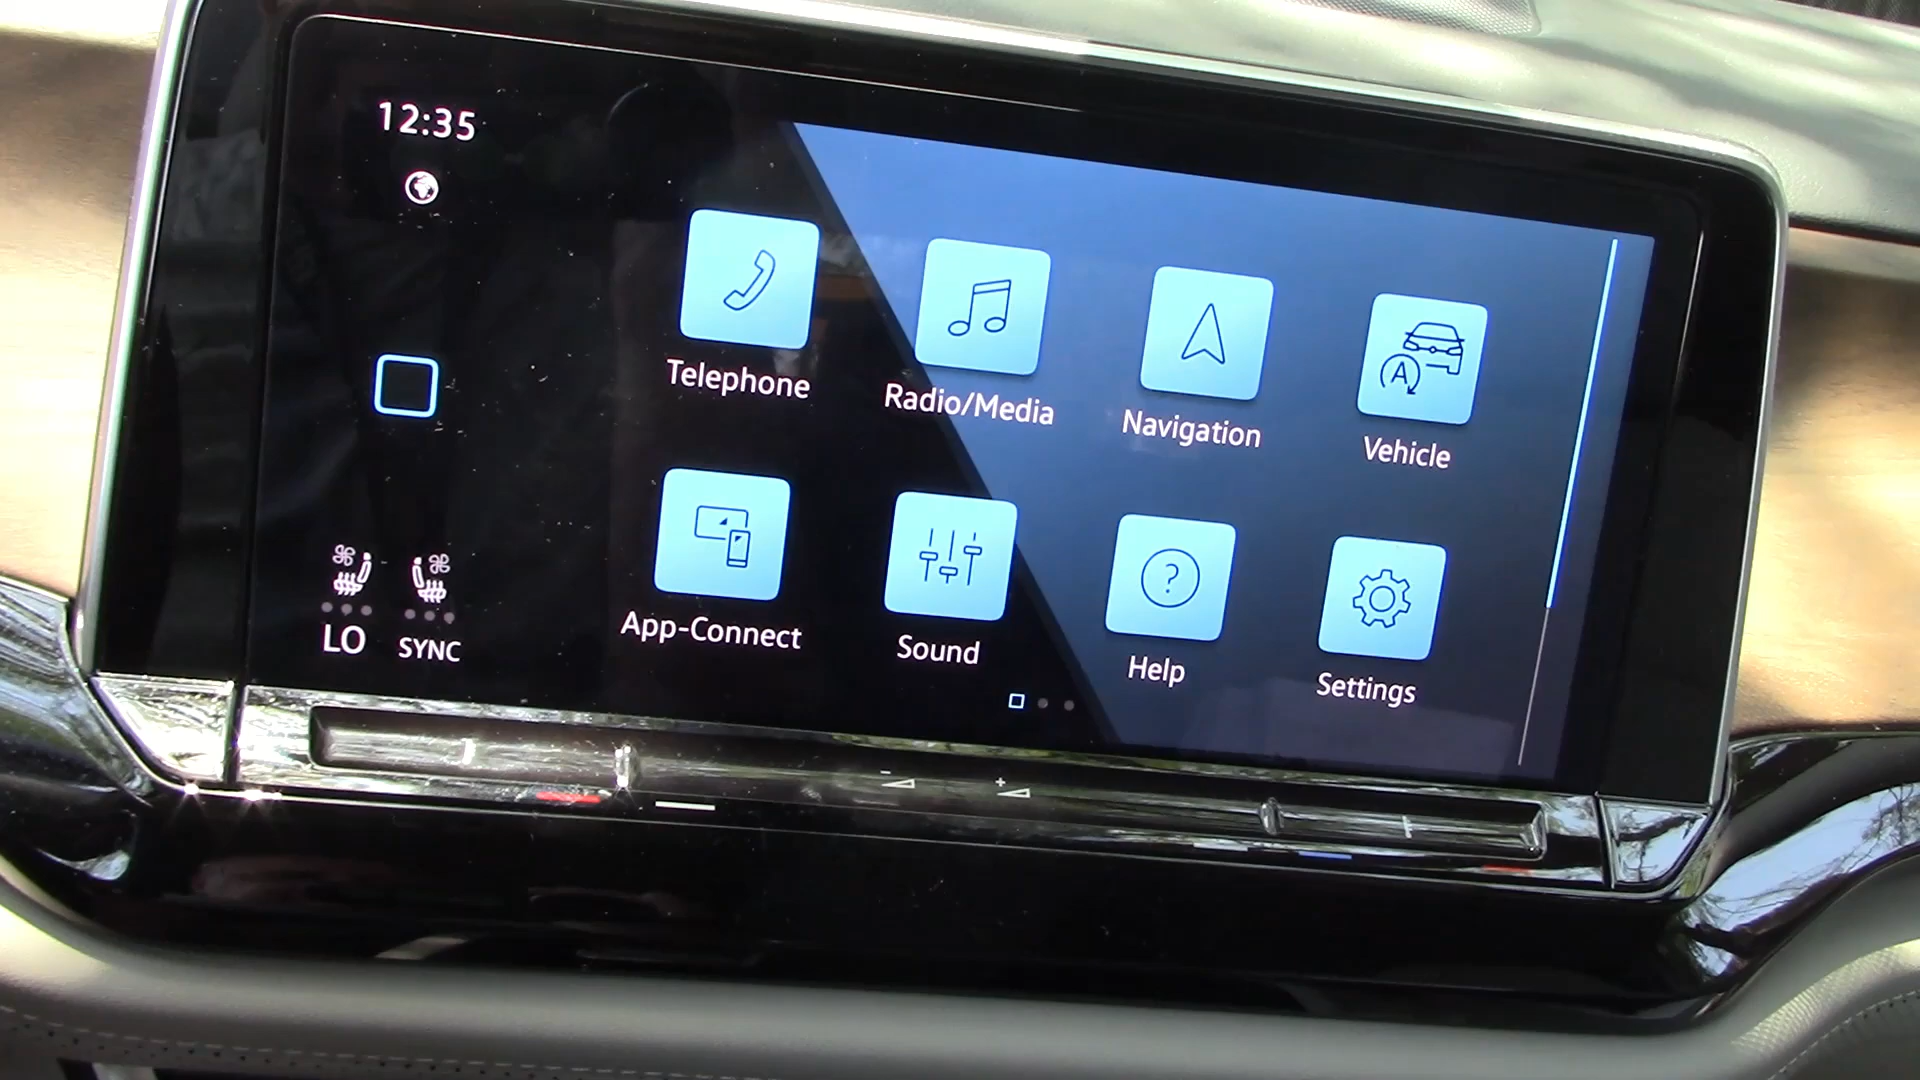 12:35
Telephone
Radio/Media
Navigation
A
Vehicle
App-Connect
Sound
?
Help
Settings
LO
SYNC
- +